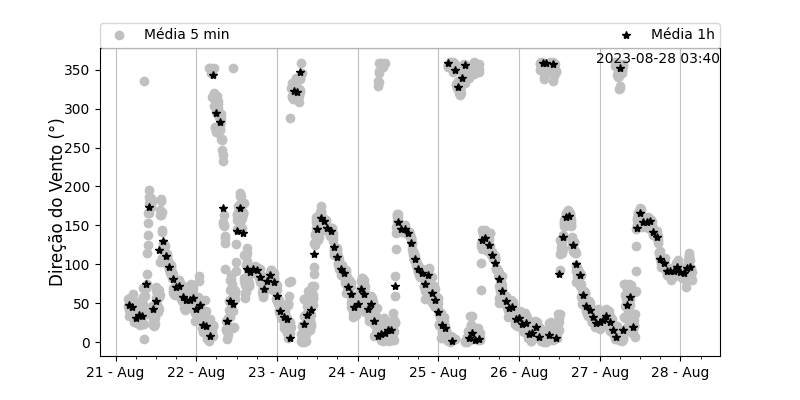 Média 5 min
Média 1h
2023-08-28 03:40
Direção do Vento (°)
350
300
250
200
150
100
50
0
21 - Aug
22 - Aug
23 - Aug
24 - Aug
25 - Aug
26 - Aug
27 - Aug
28 - Aug